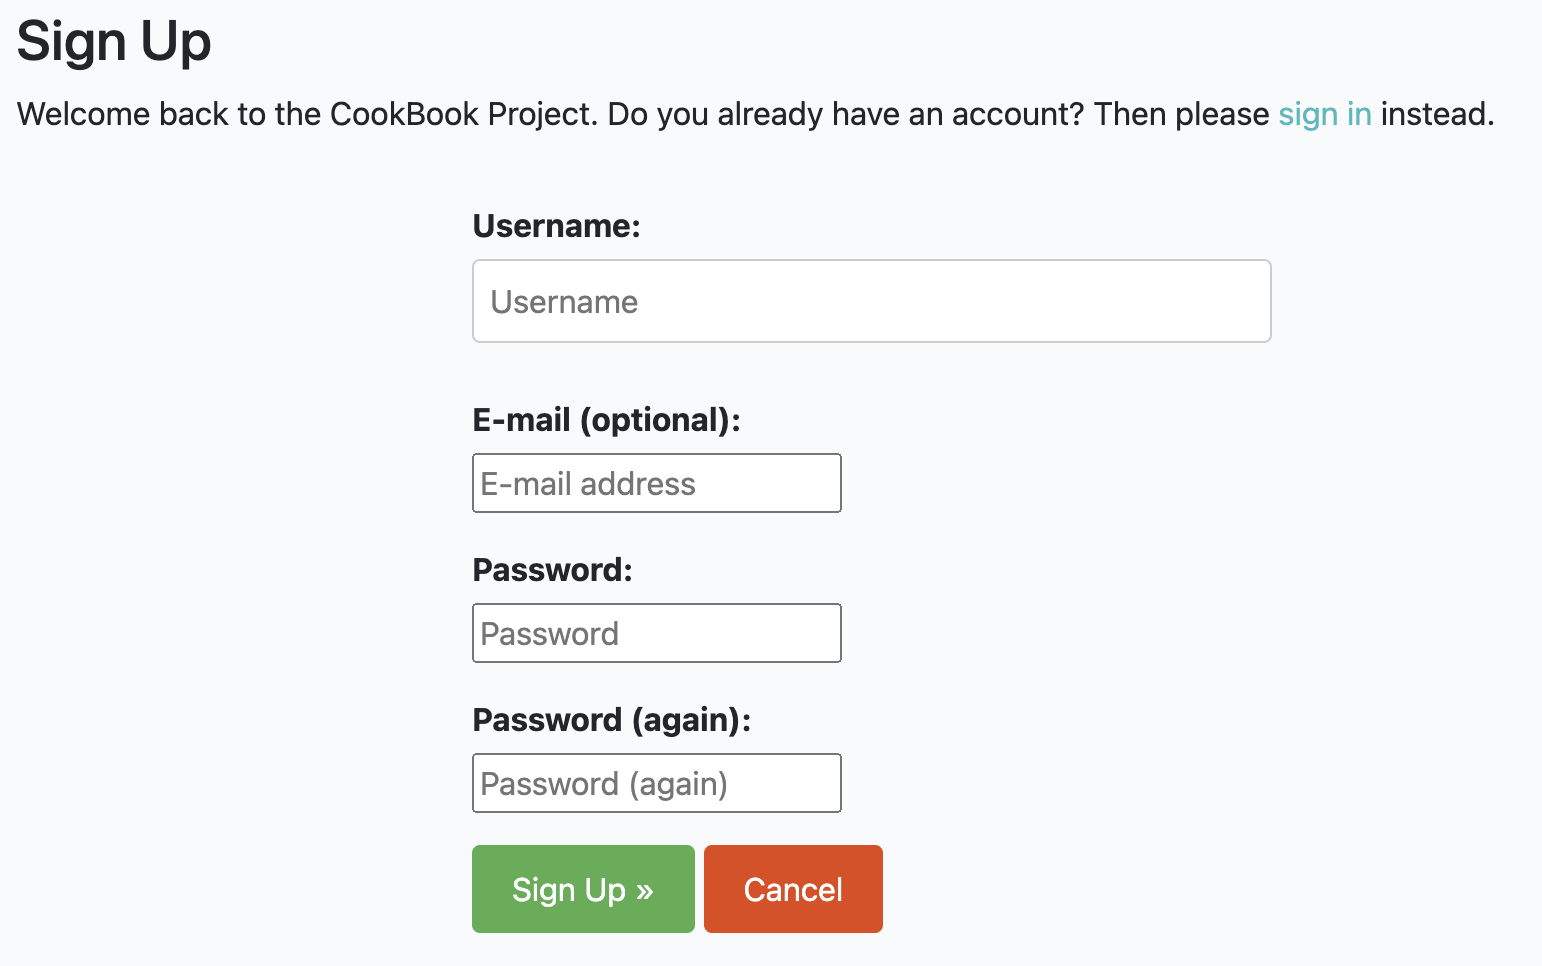 Sign Up
Welcome back to the CookBook Project. Do you already have an account? Then please sign in instead.
Username:
Username
E-mail (optional):
E-mail address
Password:
Password
Password (again):
Password (again)
Sign Up » Cancel